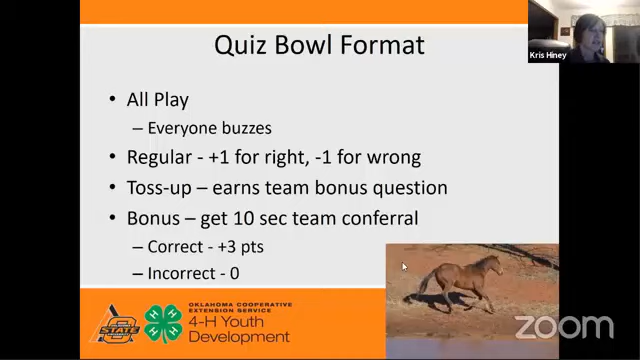 Quiz Bowl Format
Kris Hiney
• All Play
– Everyone buzzes
• Regular - +1 for right, -1 for wrong
• Toss-up – earns team bonus question
• Bonus – get 10 sec team conferral
– Correct - +3 pts
– Incorrect - 0
OKLAHOMA COOPERATIVE
EXTENSION SERVICE
4-H Youth
Development
H H H H
zoom